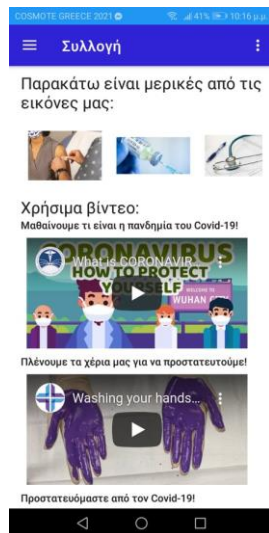 COSMOTE GREECE 2021
41% 10:16 μ.μ.
Συλλογή
Παρακάτω είναι μερικές από τις
εικόνες μας:
Χρήσιμα βίντεο:
Μαθαίνουμε τι είναι η πανδημία του Covid-19!
What is CORONAVIR...
CORONAVIRUS
HOW TO PROTECT
YOURSELF
WELCOME TO
WUHAN
Πλένουμε τα χέρια μας για να προστατευτούμε!
Washing your hands...
Προστατευόμαστε από τον Covid-19!